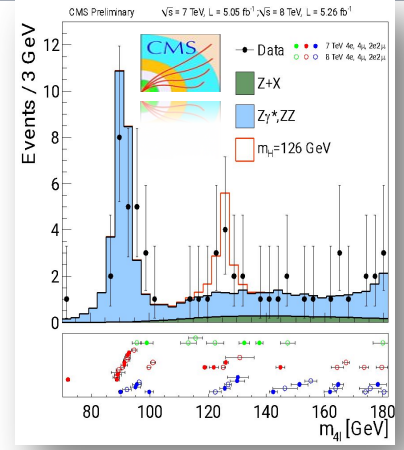 CMS Preliminary √s = 7 TeV, L = 5.05 fb⁻¹ ; √s = 8 TeV, L = 5.26 fb⁻¹
Events / 3 GeV
12
10
8
6
4
2
0
CMS
Data
7 TeV 4e, 4μ, 2e2μ
8 TeV 4e, 4μ, 2e2μ
Z+X
Zγ*,ZZ
m_H=126 GeV
80 100 120 140 160 180
m_4l [GeV]